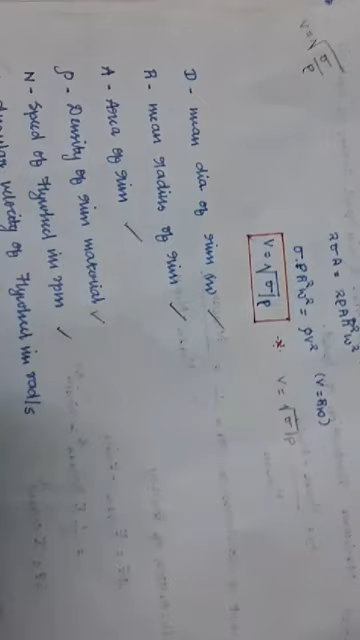 V=√σ/ρ
2σA = 2ρAR²ω²
σ.ρR²ω² = ρv² (V=Rω)
V=√σ/ρ * V=√σ/ρ
D - mean dia of rim (m) ✓
R - mean radius of rim ✓
A - Area of rim ✓
ρ - Density of rim material ✓
N - Speed of flywheel in rpm ✓
velocity of flywheel in rad/s